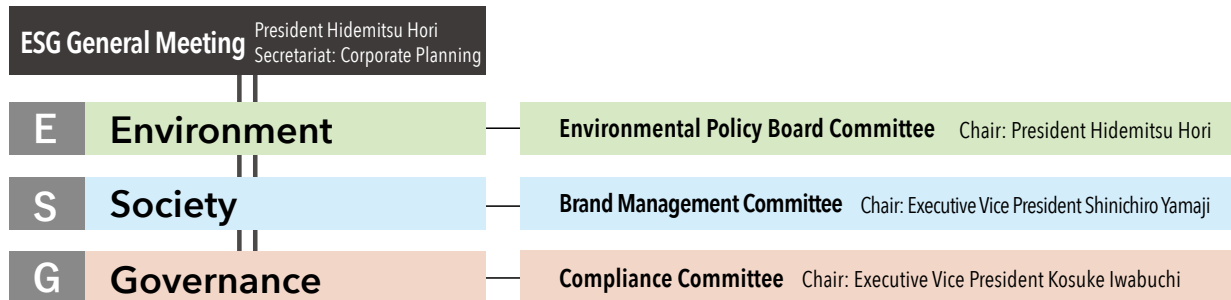 ESG General Meeting
President Hidemitsu Hori
Secretariat: Corporate Planning
E Environment
Environmental Policy Board Committee Chair: President Hidemitsu Hori
S Society
Brand Management Committee Chair: Executive Vice President Shinichiro Yamaji
G Governance
Compliance Committee Chair: Executive Vice President Kosuke Iwabuchi